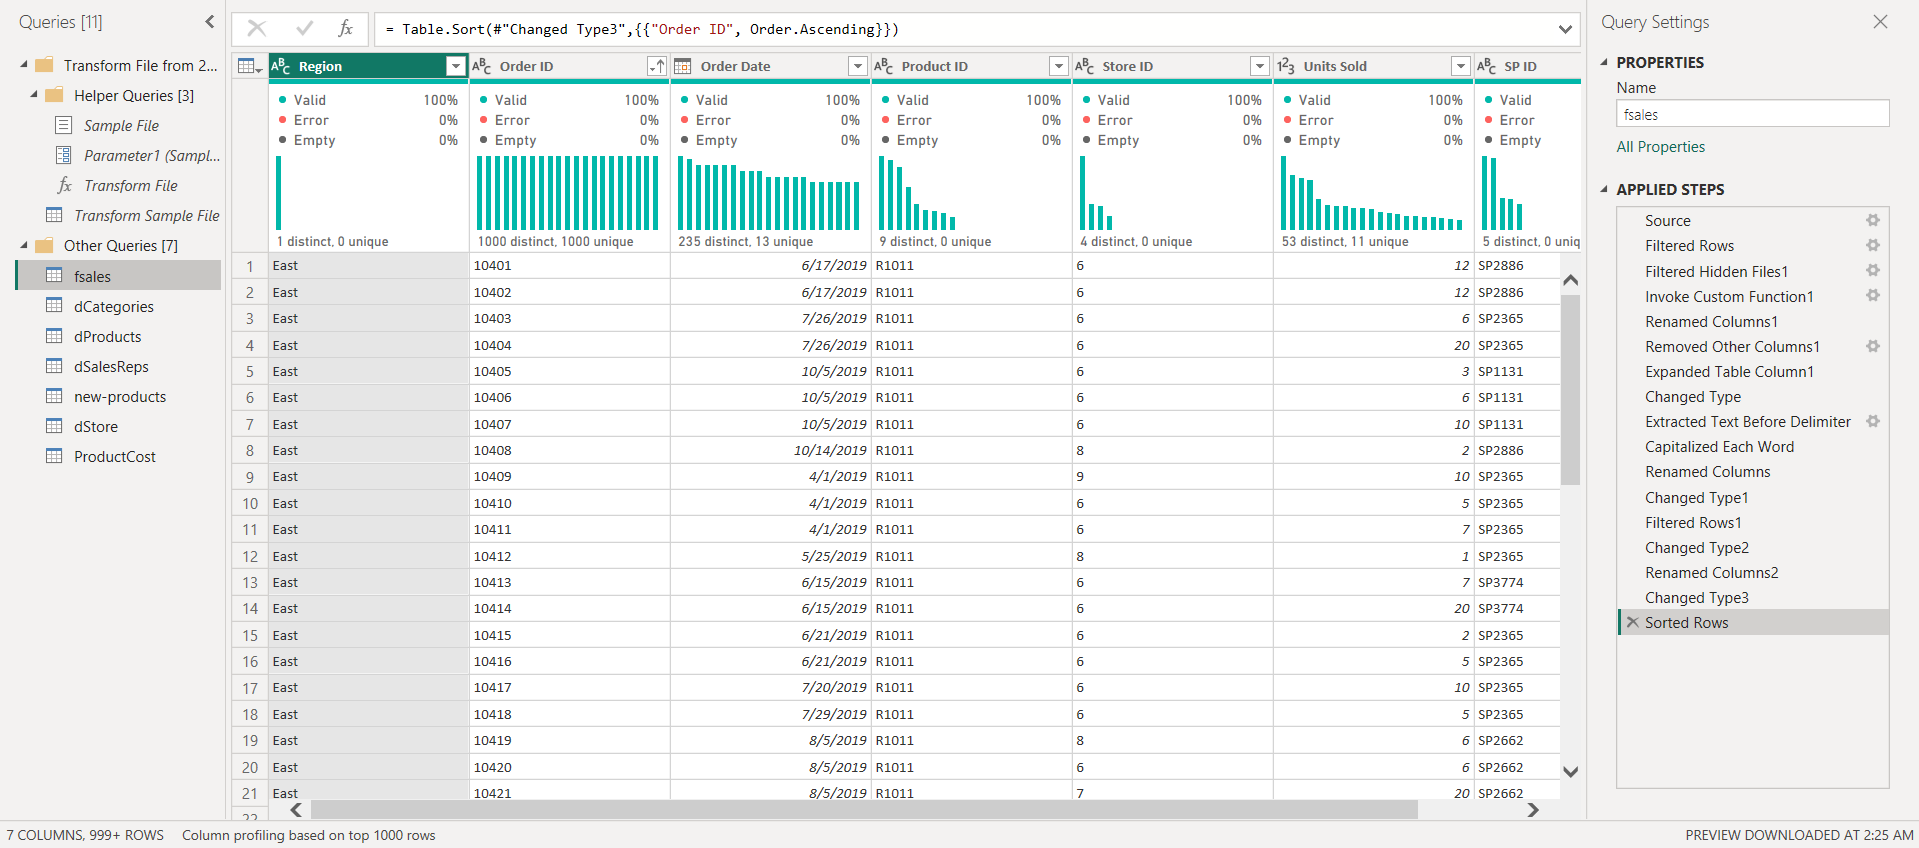 Queries [11]
Transform File from 2...
Helper Queries [3]
Sample File
Parameter1 (Sampl...
fx Transform File
Transform Sample File
Other Queries [7]
fsales
dCategories
dProducts
dSalesReps
new-products
dStore
ProductCost
fx = Table.Sort(#"Changed Type3",{{"Order ID", Order.Ascending}})
ABC Region ABC Order ID Order Date ABC Product ID ABC Store ID 123 Units Sold ABC SP ID
Valid 100% Valid 100% Valid 100% Valid 100% Valid 100% Valid 100% Valid
Error 0% Error 0% Error 0% Error 0% Error 0% Error 0% Error
Empty 0% Empty 0% Empty 0% Empty 0% Empty 0% Empty 0% Empty
1 distinct, 0 unique 1000 distinct, 1000 unique 235 distinct, 13 unique 9 distinct, 0 unique 4 distinct, 0 unique 53 distinct, 11 unique 5 distinct, 0 uniq
1 East 10401 6/17/2019 R1011 6 12 SP2886
2 East 10402 6/17/2019 R1011 6 12 SP2886
3 East 10403 7/26/2019 R1011 6 6 SP2365
4 East 10404 7/26/2019 R1011 6 20 SP2365
5 East 10405 10/5/2019 R1011 6 3 SP1131
6 East 10406 10/5/2019 R1011 6 6 SP1131
7 East 10407 10/5/2019 R1011 6 10 SP1131
8 East 10408 10/14/2019 R1011 8 2 SP2886
9 East 10409 4/1/2019 R1011 9 10 SP2365
10 East 10410 4/1/2019 R1011 6 5 SP2365
11 East 10411 4/1/2019 R1011 6 7 SP2365
12 East 10412 5/25/2019 R1011 8 1 SP2365
13 East 10413 6/15/2019 R1011 6 7 SP3774
14 East 10414 6/15/2019 R1011 6 20 SP3774
15 East 10415 6/21/2019 R1011 6 2 SP2365
16 East 10416 6/21/2019 R1011 6 5 SP2365
17 East 10417 7/20/2019 R1011 6 10 SP2365
18 East 10418 7/29/2019 R1011 6 5 SP2365
19 East 10419 8/5/2019 R1011 8 6 SP2662
20 East 10420 8/5/2019 R1011 6 6 SP2662
21 East 10421 8/5/2019 R1011 7 20 SP2662
22
Query Settings
PROPERTIES
Name
fsales
All Properties
APPLIED STEPS
Source
Filtered Rows
Filtered Hidden Files1
Invoke Custom Function1
Renamed Columns1
Removed Other Columns1
Expanded Table Column1
Changed Type
Extracted Text Before Delimiter
Capitalized Each Word
Renamed Columns
Changed Type1
Filtered Rows1
Changed Type2
Renamed Columns2
Changed Type3
Sorted Rows
7 COLUMNS, 999+ ROWS Column profiling based on top 1000 rows
PREVIEW DOWNLOADED AT 2:25 AM